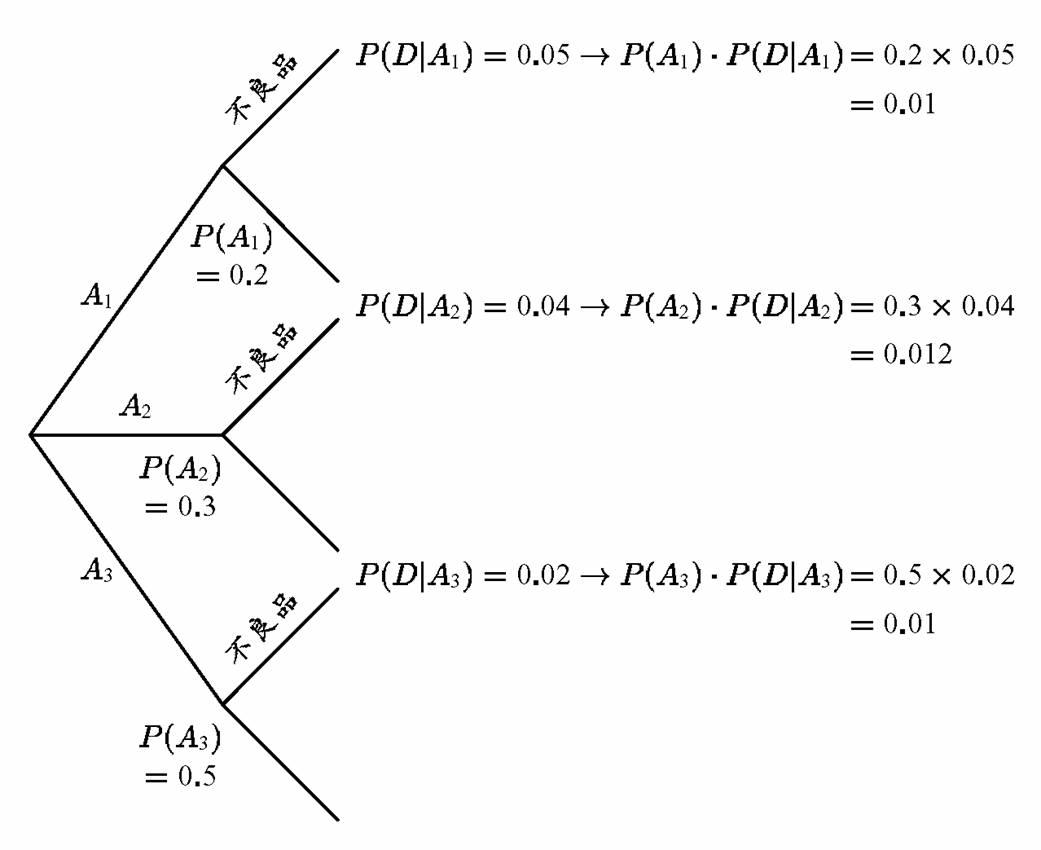 不良品 P(D|A₁) = 0.05 → P(A₁) · P(D|A₁) = 0.2 × 0.05
= 0.01
P(A₁)
= 0.2
A₁
不良品 P(D|A₂) = 0.04 → P(A₂) · P(D|A₂) = 0.3 × 0.04
= 0.012
A₂
P(A₂)
= 0.3
A₃
不良品 P(D|A₃) = 0.02 → P(A₃) · P(D|A₃) = 0.5 × 0.02
= 0.01
P(A₃)
= 0.5